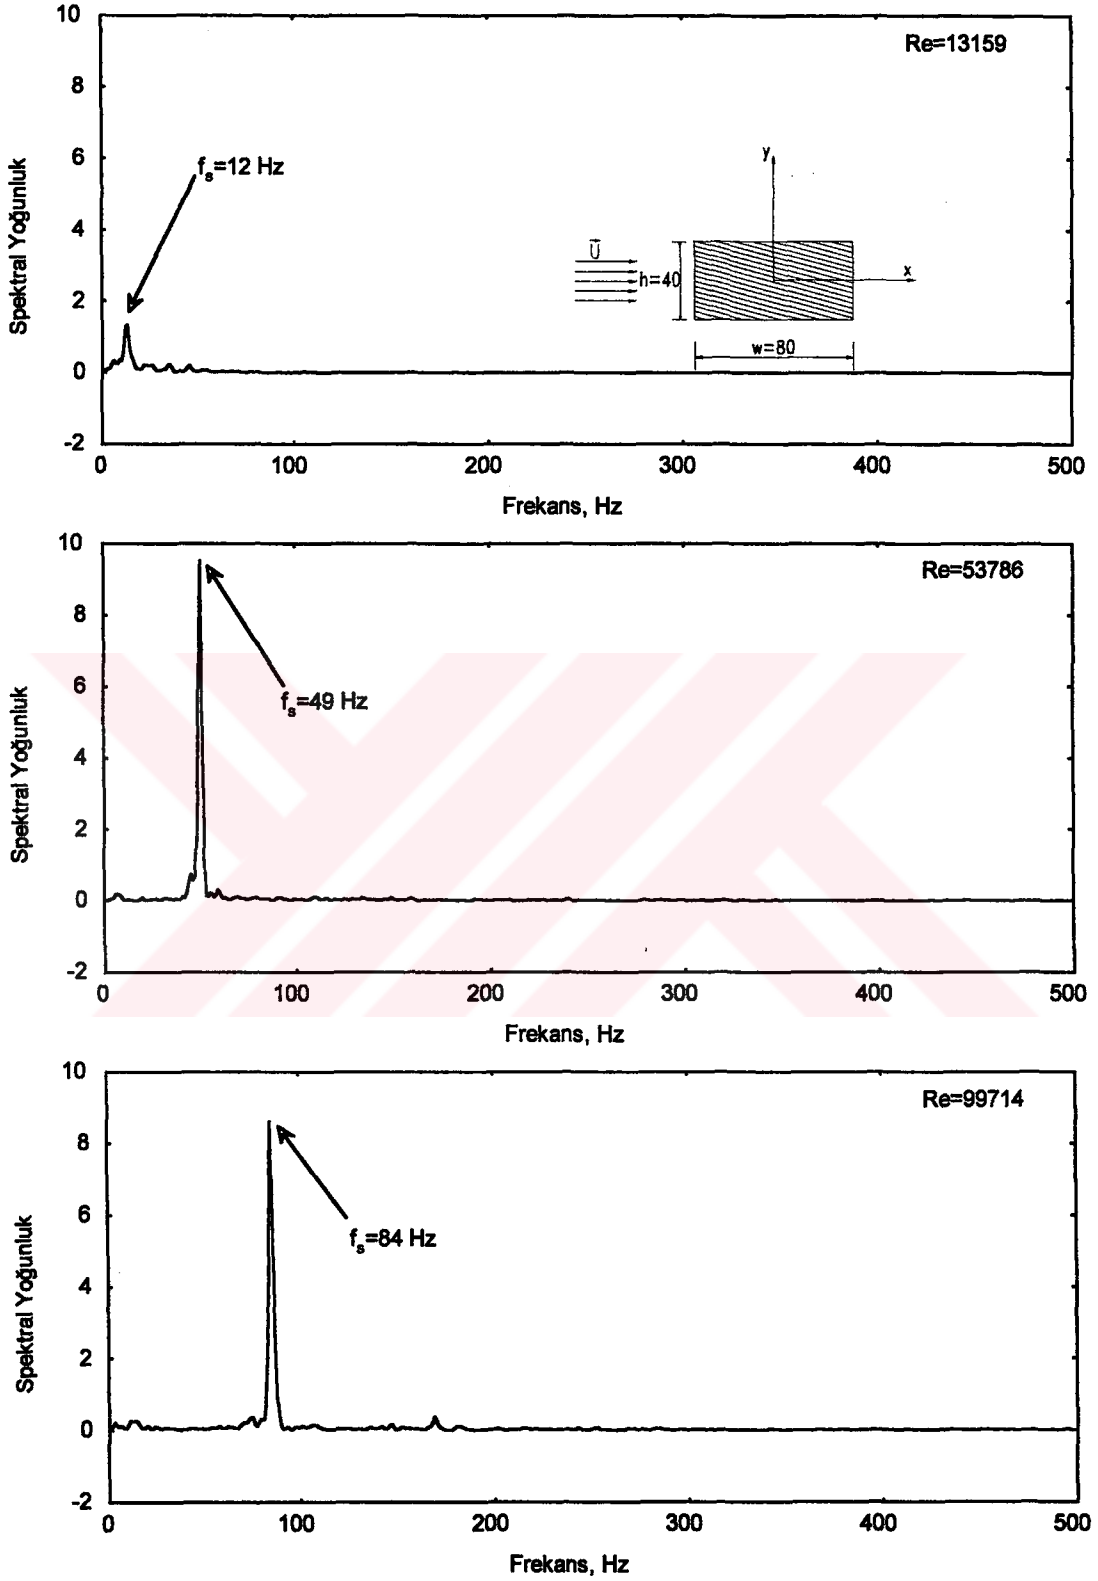 10
Re=13159
8
6
f_s=12 Hz
y
4
U
h=40
x
2
w=80
0
-2
Spektral Yoğunluk
0 100 200 300 400 500
Frekans, Hz
10
Re=53786
8
6
f_s=49 Hz
4
2
0
-2
Spektral Yoğunluk
0 100 200 300 400 500
Frekans, Hz
10
Re=99714
8
6
f_s=84 Hz
4
2
0
-2
Spektral Yoğunluk
0 100 200 300 400 500
Frekans, Hz